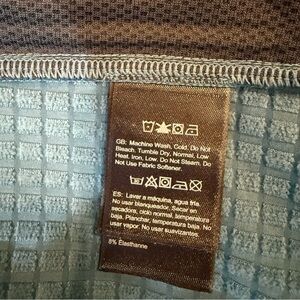 GB: Machine Wash, Cold. Do Not
Bleach. Tumble Dry, Normal, Low
Heat. Iron, Low. Do Not Steam. Do
Not Use Fabric Softener.
ES: Lavar a máquina, agua fría.
No usar blanqueador. Secar en
secadora, ciclo normal, temperatura
baja. Planchar, temperatura baja. No
usar vapor. No usar suavizantes.
8% Elasthanne